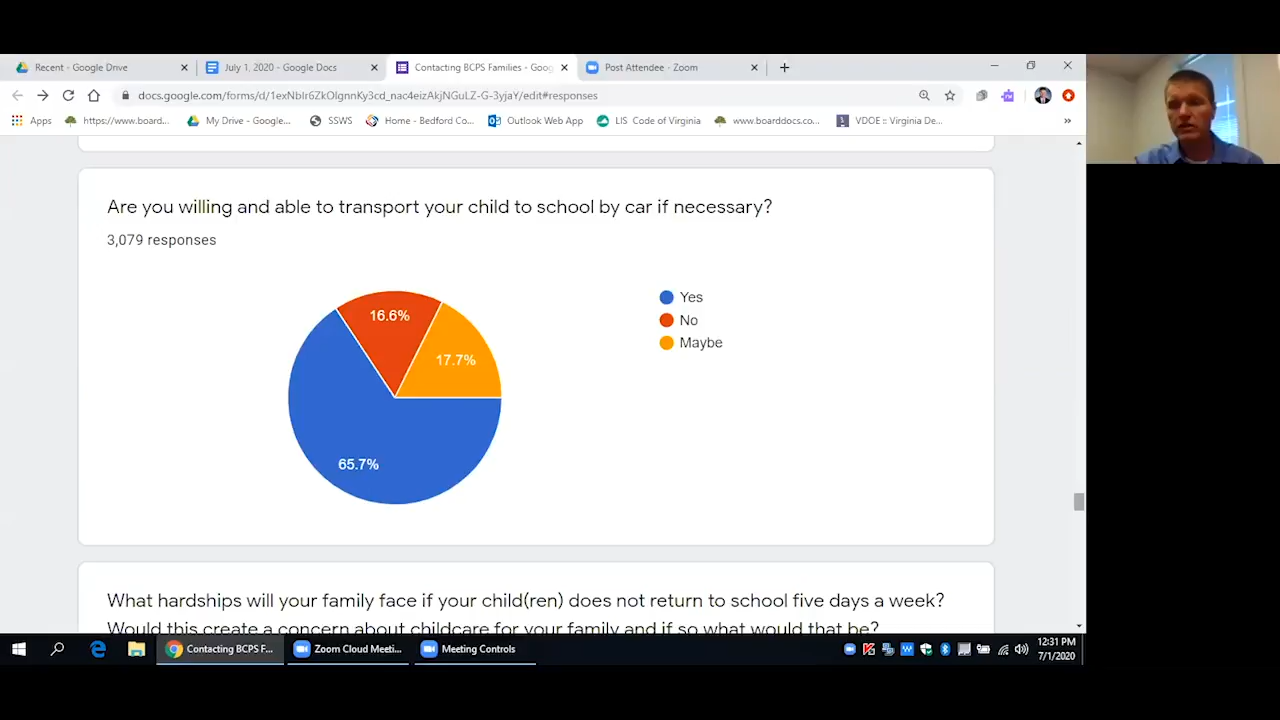 Recent - Google Drive
July 1, 2020 - Google Docs
Contacting BCPS Families - Goog
Post Attendee - Zoom
docs.google.com/forms/d/1exNbIr6ZkOlgnnKy3cd_nac4eizAkjNGuLZ-G-3yjaY/edit#responses
Apps
https://www.board...
My Drive - Google...
SSWS
Home - Bedford Co...
Outlook Web App
LIS Code of Virginia
www.boarddocs.co...
VDOE :: Virginia De...
Are you willing and able to transport your child to school by car if necessary?
3,079 responses
16.6%
17.7%
65.7%
Yes
No
Maybe
What hardships will your family face if your child(ren) does not return to school five days a week?
Would this create a concern about childcare for your family and if so what would that be?
Contacting BCPS F...
Zoom Cloud Meeti...
Meeting Controls
12:31 PM
7/1/2020